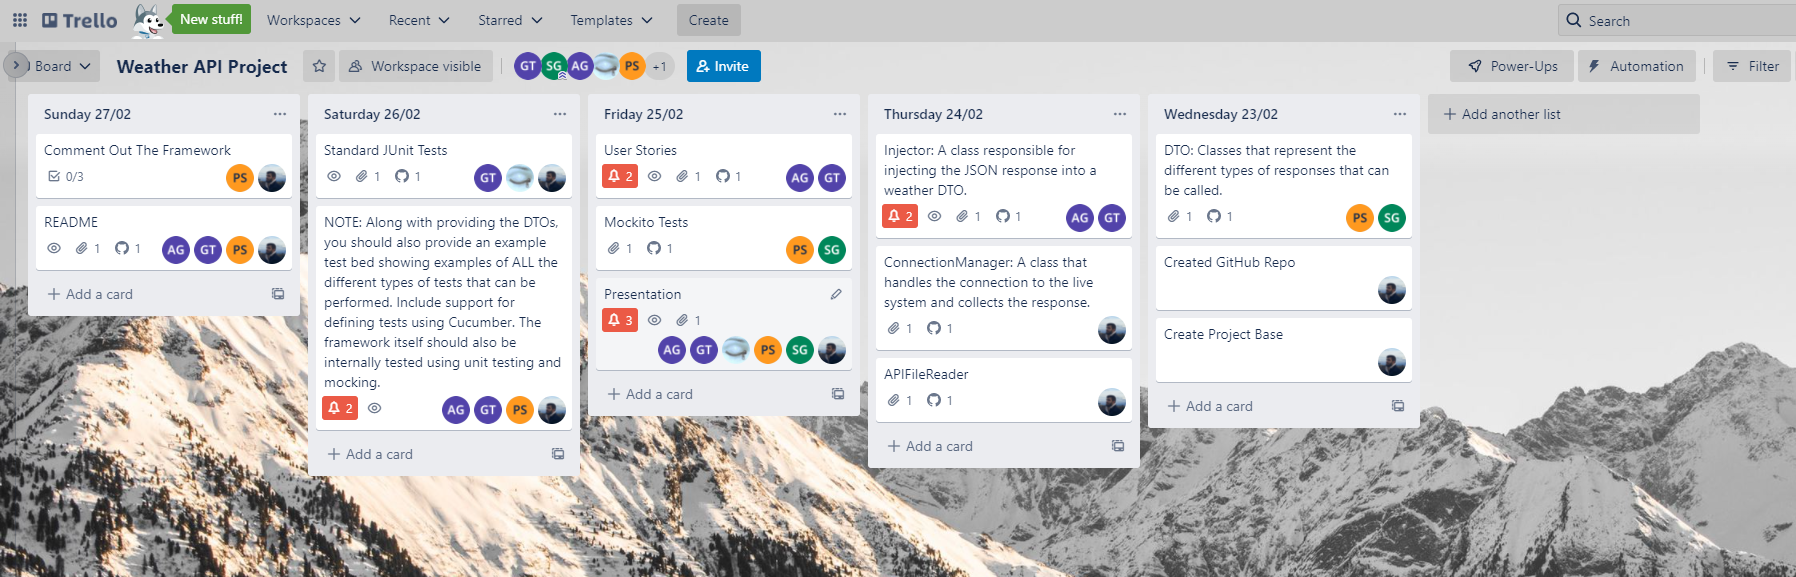 Trello
New stuff!
Workspaces
Recent
Starred
Templates
Create
Search
Board
Weather API Project
Workspace visible
GT SG AG PS +1
Invite
Power-Ups
Automation
Filter
Sunday 27/02
Comment Out The Framework
0/3
PS
README
1 1
AG GT PS
+ Add a card
Saturday 26/02
Standard JUnit Tests
1 1
GT
NOTE: Along with providing the DTOs,
you should also provide an example
test bed showing examples of ALL the
different types of tests that can be
performed. Include support for
defining tests using Cucumber. The
framework itself should also be
internally tested using unit testing and
mocking.
2
AG GT PS
+ Add a card
Friday 25/02
User Stories
2 1 1
AG GT
Mockito Tests
1 1
PS SG
Presentation
3 1
AG GT PS SG
+ Add a card
Thursday 24/02
Injector: A class responsible for
injecting the JSON response into a
weather DTO.
2 1 1
AG GT
ConnectionManager: A class that
handles the connection to the live
system and collects the response.
1 1
APIFileReader
1 1
+ Add a card
Wednesday 23/02
DTO: Classes that represent the
different types of responses that can
be called.
1 1
PS SG
Created GitHub Repo
Create Project Base
+ Add a card
+ Add another list